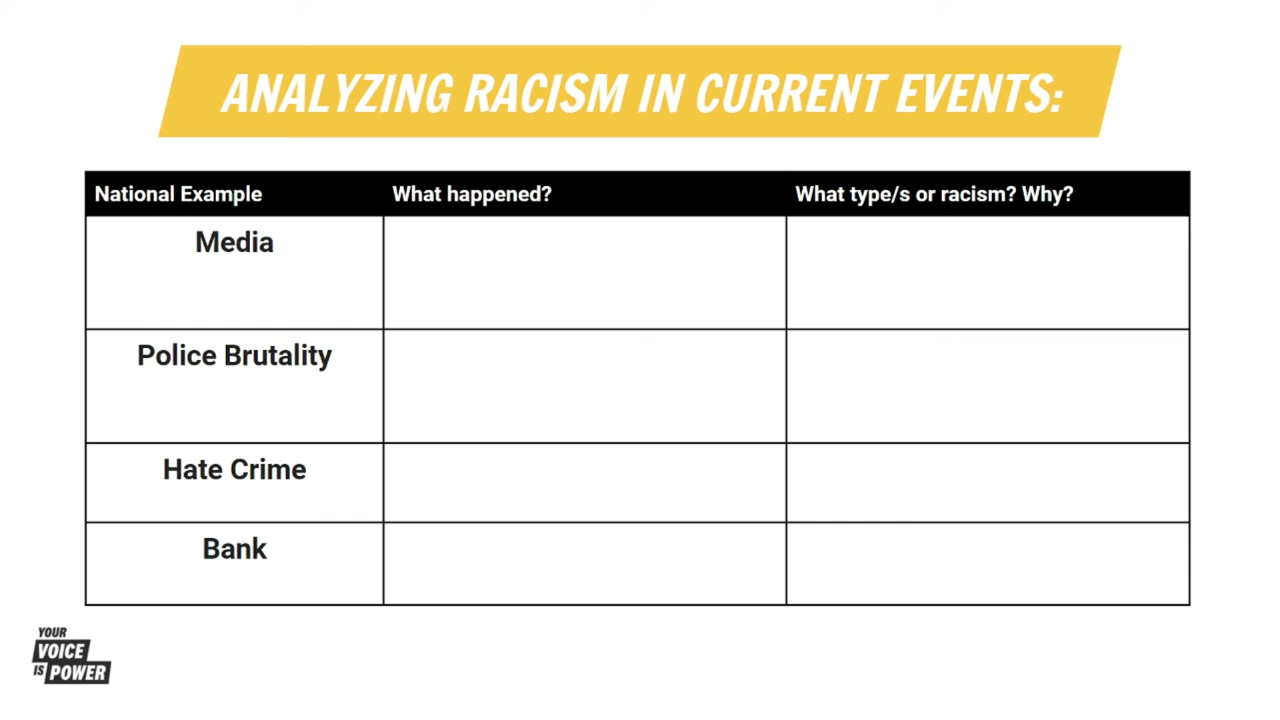 ANALYZING RACISM IN CURRENT EVENTS:
National Example What happened? What type/s or racism? Why?
Media
Police Brutality
Hate Crime
Bank
YOUR
VOICE
IS POWER